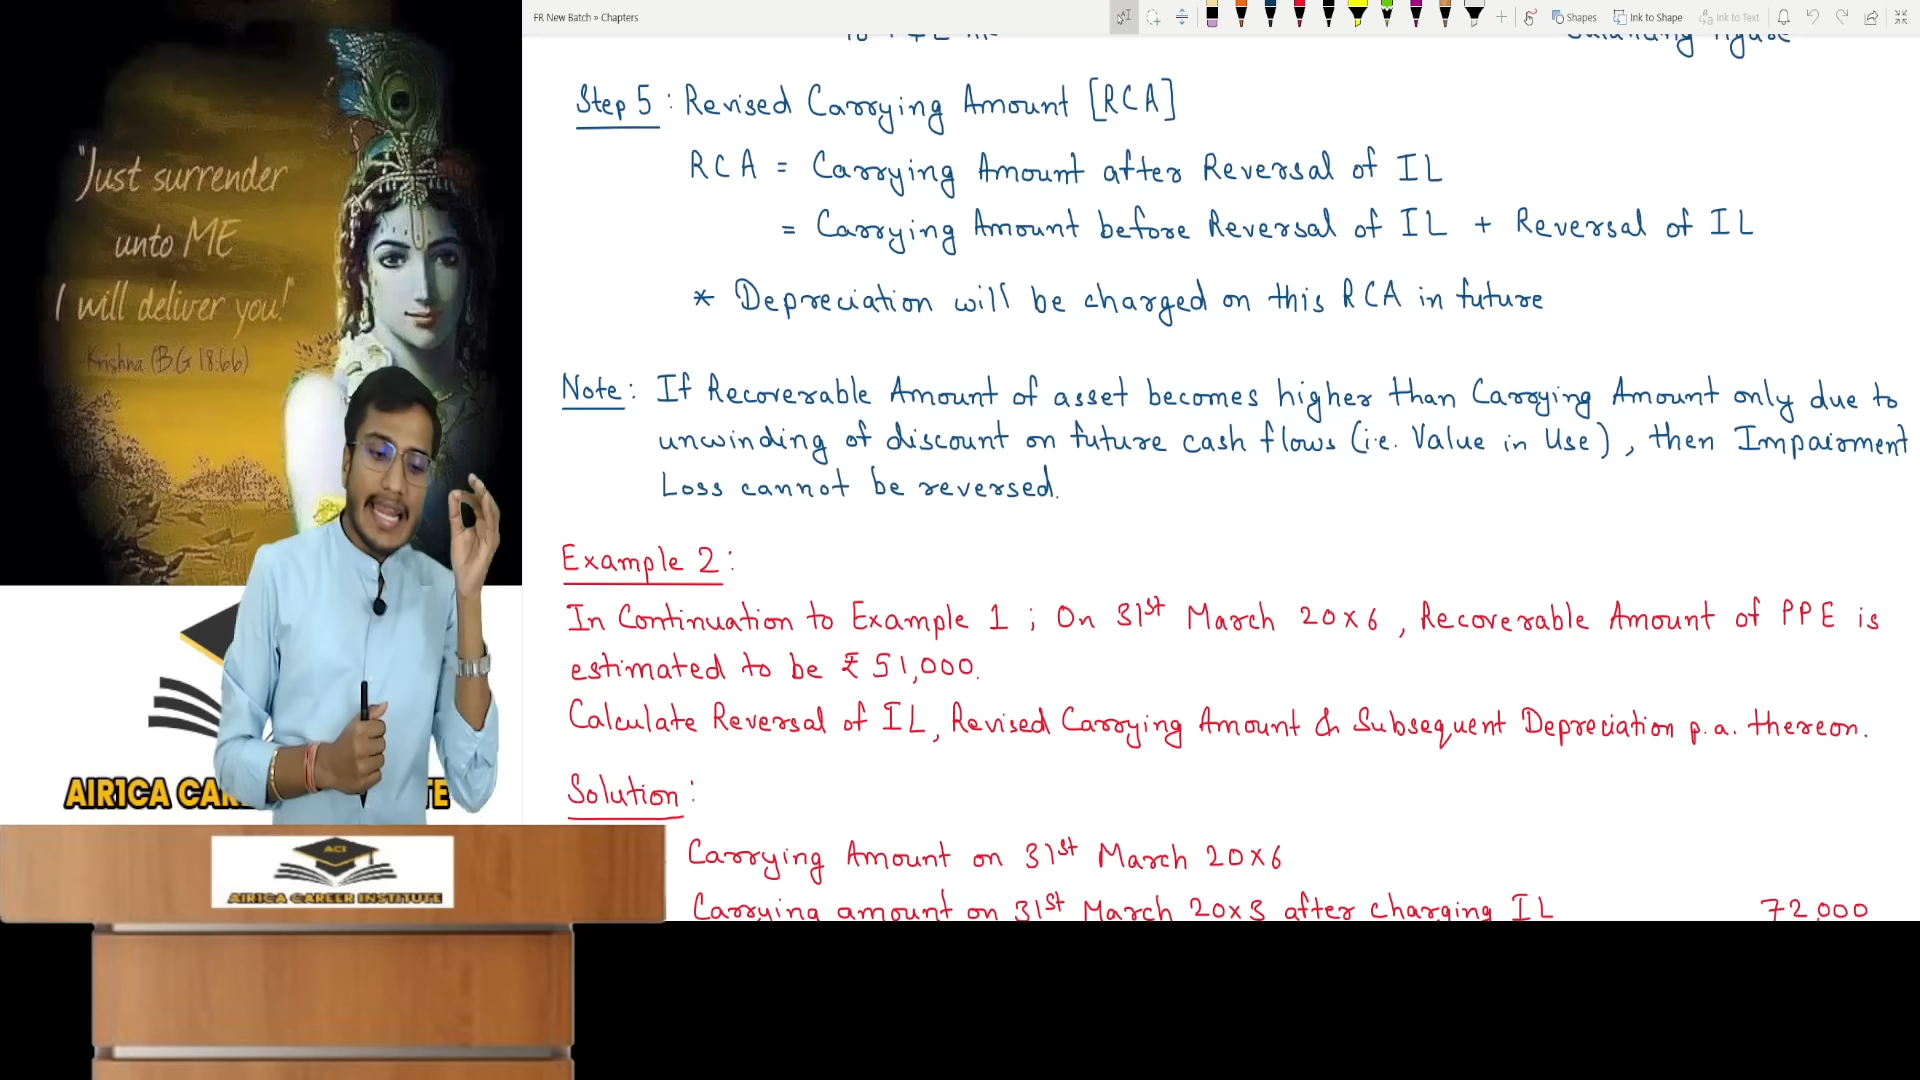 FR New Batch » Chapters
Shapes
Ink to Shape
Ink to Text
Step 5 : Revised Carrying Amount [RCA]
RCA = Carrying Amount after Reversal of IL
= Carrying Amount before Reversal of IL + Reversal of IL
* Depreciation will be charged on this RCA in future
Note: If Recoverable Amount of asset becomes higher than Carrying Amount only due to
unwinding of discount on future cash flows (i.e. Value in Use), then Impairment
Loss cannot be reversed.
Example 2:
In Continuation to Example 1 ; On 31st March 20x6, Recoverable Amount of PPE is
estimated to be ₹ 51,000.
Calculate Reversal of IL, Revised Carrying Amount & Subsequent Depreciation p.a. thereon.
Solution:
Carrying Amount on 31st March 20x6
Carrying amount on 31st March 20x3 after charging IL 72,000
"Just surrender
unto ME
I will deliver you!"
-Krishna (B.G 18:66)
AIR1CA CA
TE
ACI
AIR1CA CAREER INSTITUTE